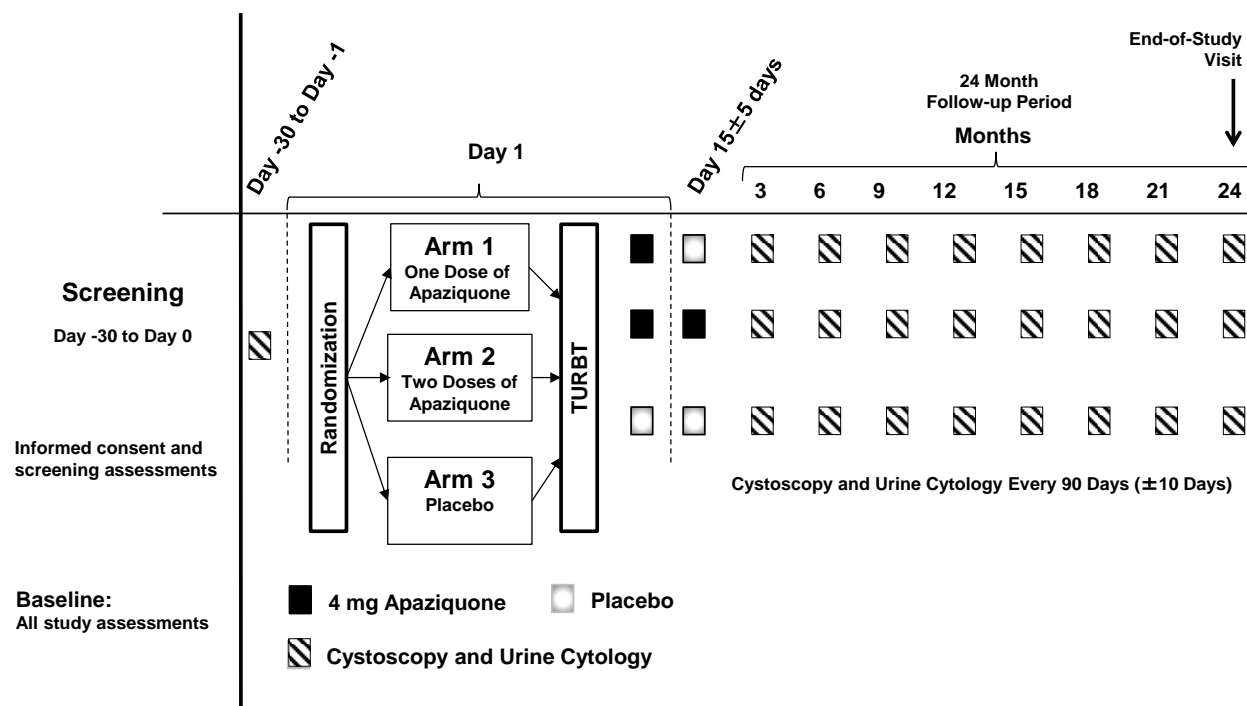 End-of-Study
Visit
Day -30 to Day -1
Day 15±5 days
24 Month
Follow-up Period
Months
Day 1
3 6 9 12 15 18 21 24
Screening
Day -30 to Day 0
Randomization
Arm 1
One Dose of
Apaziquone
Arm 2
Two Doses of
Apaziquone
Arm 3
Placebo
TURBT
Informed consent and
screening assessments
Cystoscopy and Urine Cytology Every 90 Days (±10 Days)
Baseline:
All study assessments
4 mg Apaziquone
Placebo
Cystoscopy and Urine Cytology